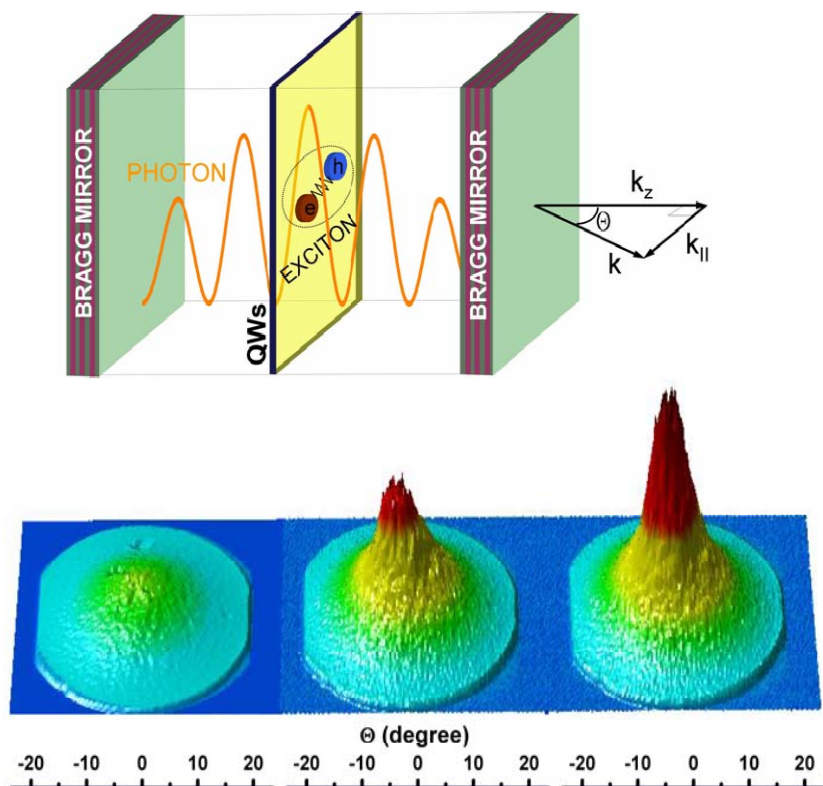 BRAGG MIRROR
PHOTON
QWs
e
h
EXCITON
BRAGG MIRROR
k_z
Θ
k
k_II
Θ (degree)
-20 -10 0 10 20 -20 -10 0 10 20 -20 -10 0 10 20